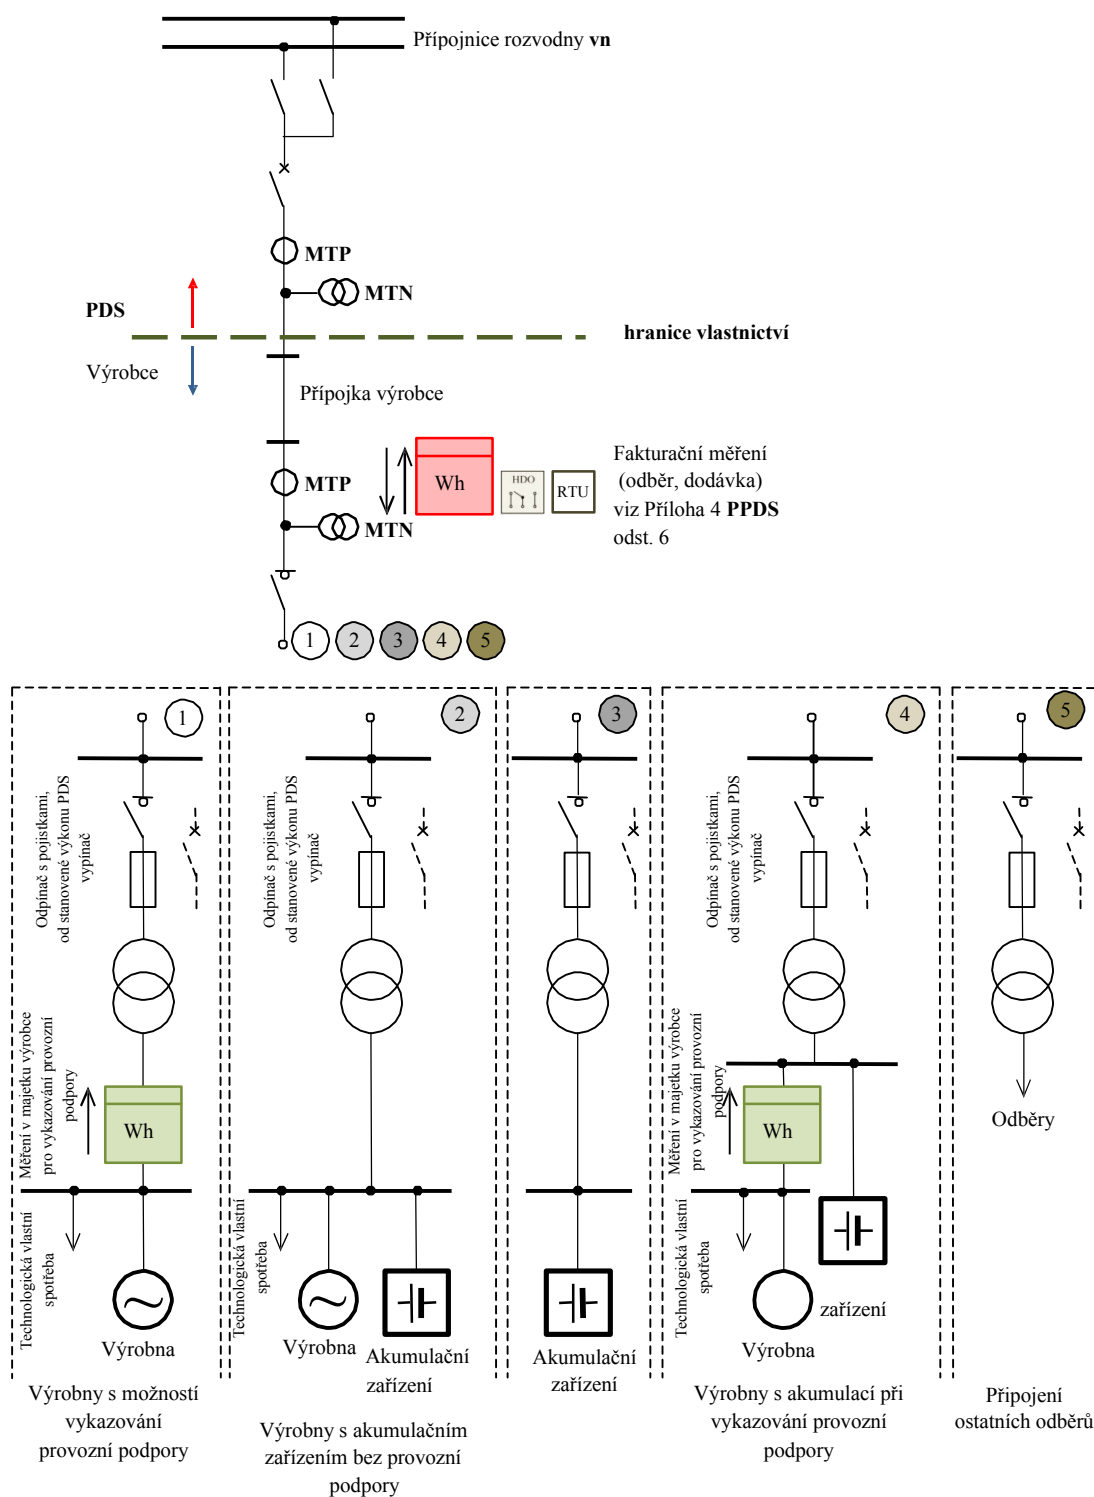 Přípojnice rozvodny vn
MTP
MTN
PDS
hranice vlastnictví
Výrobce
Přípojka výrobce
MTP
Wh
HDO
RTU
MTN
Fakturační měření
(odběr, dodávka)
viz Příloha 4 PPDS
odst. 6
1 2 3 4 5
1
Odpínač s pojistkami,
od stanovené výkonu PDS
vypínač
Měření v majetku výrobce
pro vykazování provozní
podpory
Wh
Technologická vlastní
spotřeba
Výrobna
Výrobny s možností
vykazování
provozní podpory
2
Odpínač s pojistkami,
od stanovené výkonu PDS
vypínač
Technologická vlastní
spotřeba
Výrobna
Akumulační
zařízení
Výrobny s akumulačním
zařízením bez provozní
podpory
3
Akumulační
zařízení
4
Odpínač s pojistkami,
od stanovené výkonu PDS
vypínač
Měření v majetku výrobce
pro vykazování provozní
podpory
Wh
Technologická vlastní
spotřeba
zařízení
Výrobna
Výrobny s akumulací při
vykazování provozní
podpory
5
Odběry
Připojení
ostatních odběrů